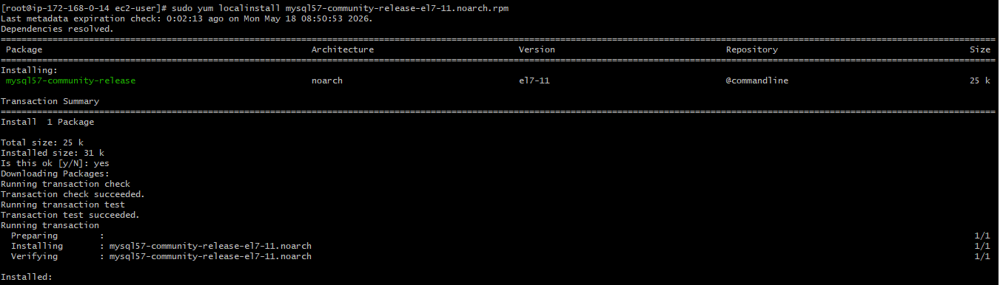 [root@ip-172-168-0-14 ec2-user]# sudo yum localinstall mysql57-community-release-el7-11.noarch.rpm
Last metadata expiration check: 0:02:13 ago on Mon May 18 08:50:53 2026.
Dependencies resolved.
Package Architecture Version Repository Size
Installing:
mysql57-community-release noarch el7-11 @commandline 25 k
Transaction Summary
Install 1 Package
Total size: 25 k
Installed size: 31 k
Is this ok [y/N]: yes
Downloading Packages:
Running transaction check
Transaction check succeeded.
Running transaction test
Transaction test succeeded.
Running transaction
Preparing : 1/1
Installing : mysql57-community-release-el7-11.noarch 1/1
Verifying : mysql57-community-release-el7-11.noarch 1/1
Installed: